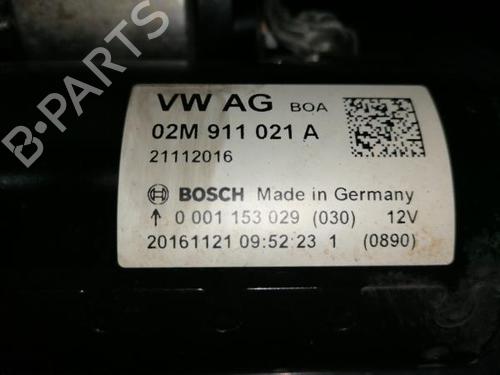 VW AG BOA
02M 911 021 A
21112016
BOSCH Made in Germany
↑ 0 001 153 029 (030) 12V
20161121 09:52:23 1 (0890)
B-PARTS